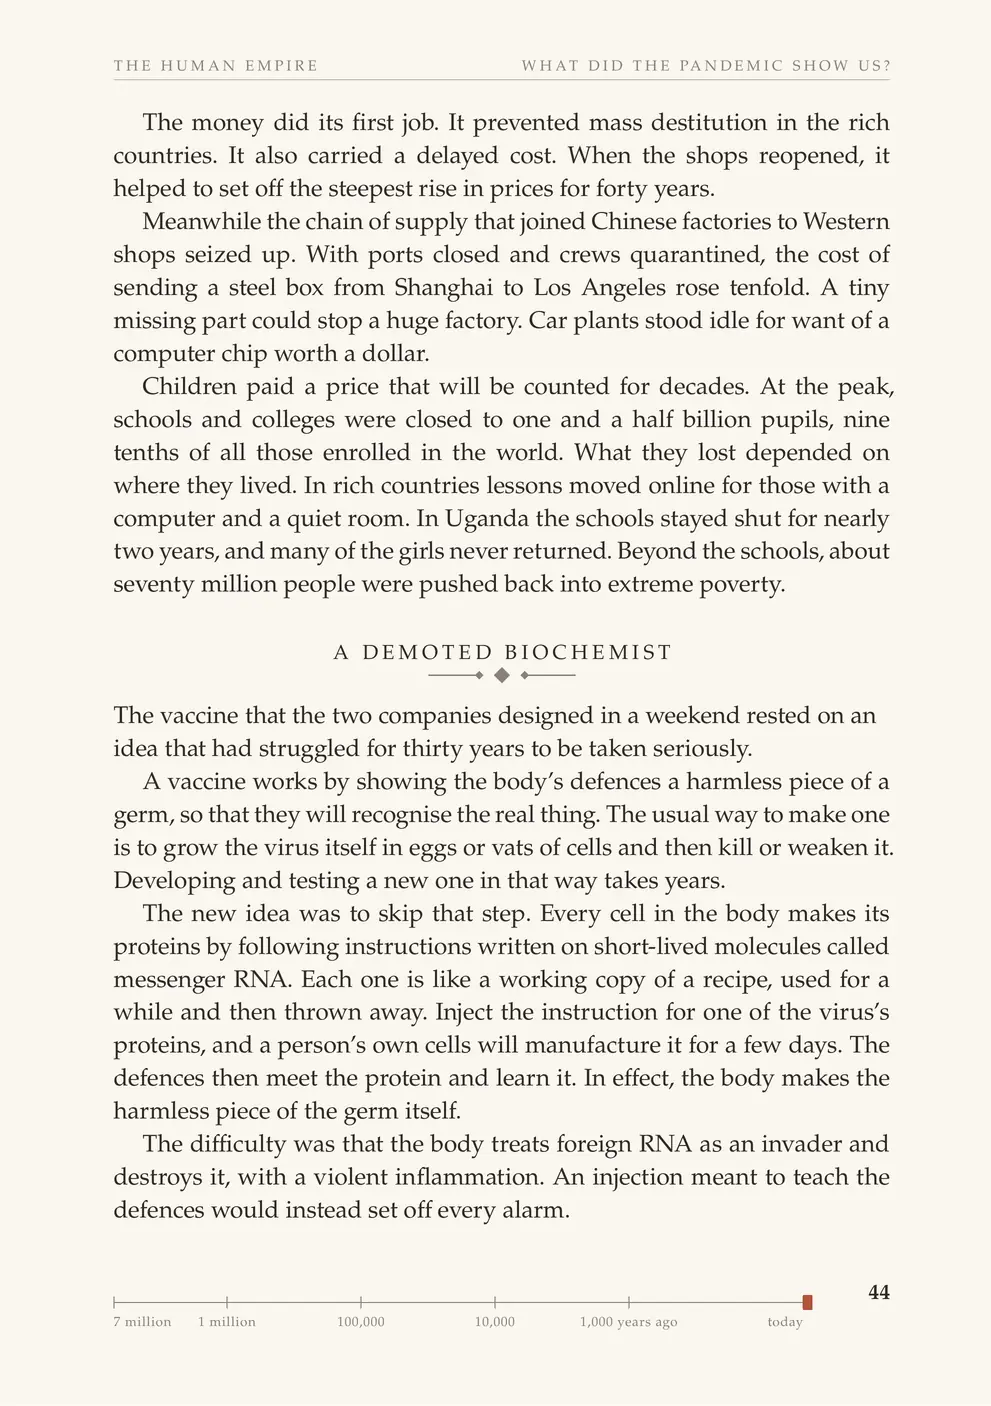 THE HUMAN EMPIRE
WHAT DID THE PANDEMIC SHOW US?
The money did its first job. It prevented mass destitution in the rich
countries. It also carried a delayed cost. When the shops reopened, it
helped to set off the steepest rise in prices for forty years.
Meanwhile the chain of supply that joined Chinese factories to Western
shops seized up. With ports closed and crews quarantined, the cost of
sending a steel box from Shanghai to Los Angeles rose tenfold. A tiny
missing part could stop a huge factory. Car plants stood idle for want of a
computer chip worth a dollar.
Children paid a price that will be counted for decades. At the peak,
schools and colleges were closed to one and a half billion pupils, nine
tenths of all those enrolled in the world. What they lost depended on
where they lived. In rich countries lessons moved online for those with a
computer and a quiet room. In Uganda the schools stayed shut for nearly
two years, and many of the girls never returned. Beyond the schools, about
seventy million people were pushed back into extreme poverty.
A DEMOTED BIOCHEMIST
The vaccine that the two companies designed in a weekend rested on an
idea that had struggled for thirty years to be taken seriously.
A vaccine works by showing the body’s defences a harmless piece of a
germ, so that they will recognise the real thing. The usual way to make one
is to grow the virus itself in eggs or vats of cells and then kill or weaken it.
Developing and testing a new one in that way takes years.
The new idea was to skip that step. Every cell in the body makes its
proteins by following instructions written on short-lived molecules called
messenger RNA. Each one is like a working copy of a recipe, used for a
while and then thrown away. Inject the instruction for one of the virus’s
proteins, and a person’s own cells will manufacture it for a few days. The
defences then meet the protein and learn it. In effect, the body makes the
harmless piece of the germ itself.
The difficulty was that the body treats foreign RNA as an invader and
destroys it, with a violent inflammation. An injection meant to teach the
defences would instead set off every alarm.
44
7 million 1 million 100,000 10,000 1,000 years ago today